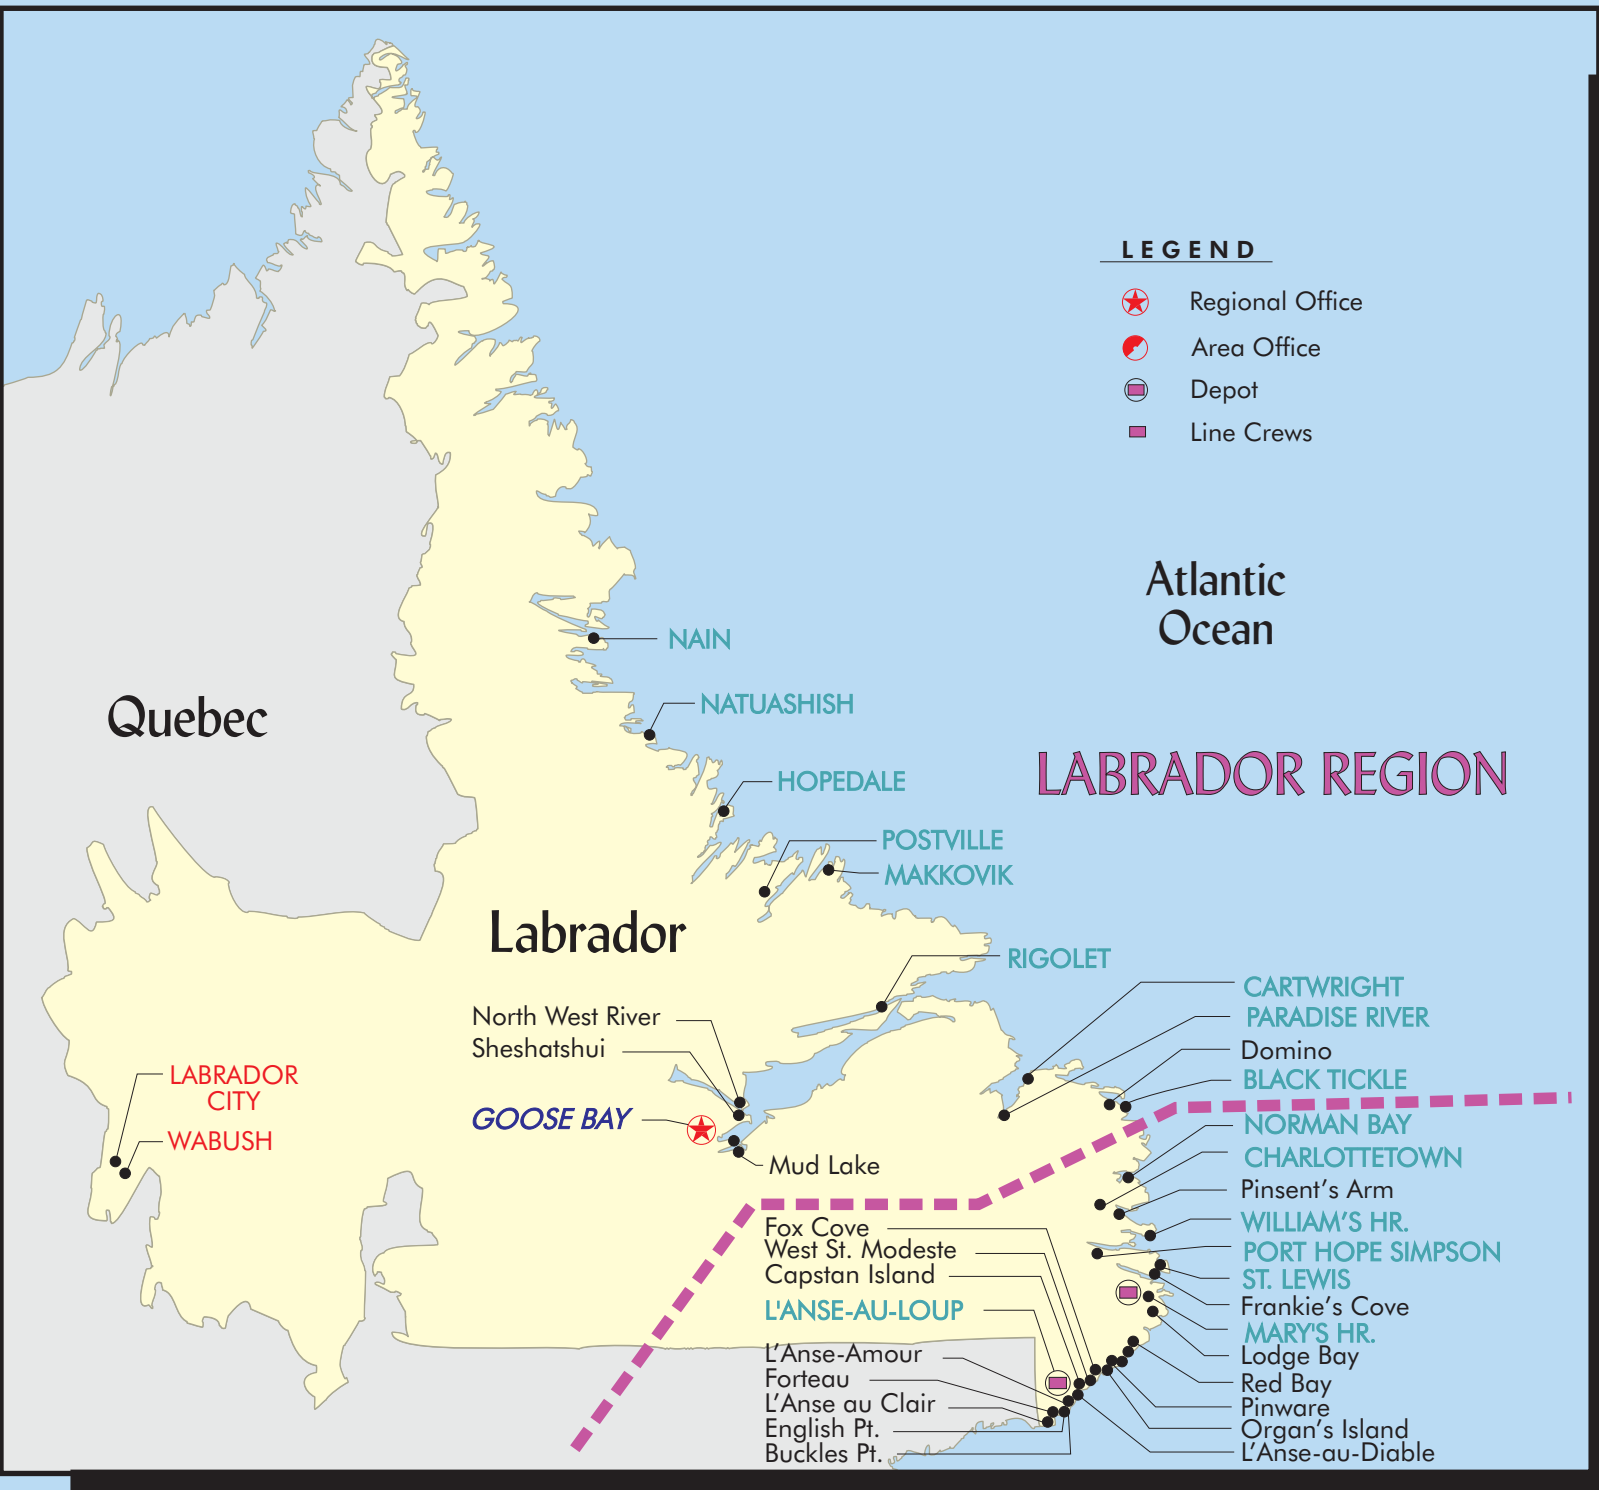 LEGEND
Regional Office
Area Office
Depot
Line Crews
Atlantic
Ocean
NAIN
Quebec
NATUASHISH
LABRADOR REGION
HOPEDALE
POSTVILLE
MAKKOVIK
Labrador
RIGOLET
CARTWRIGHT
North West River
PARADISE RIVER
Sheshatshui
Domino
LABRADOR
CITY
BLACK TICKLE
GOOSE BAY
NORMAN BAY
WABUSH
CHARLOTTETOWN
Mud Lake
Pinsent's Arm
Fox Cove
WILLIAM'S HR.
West St. Modeste
PORT HOPE SIMPSON
Capstan Island
ST. LEWIS
L'ANSE-AU-LOUP
Frankie's Cove
MARY'S HR.
L'Anse-Amour
Lodge Bay
Forteau
Red Bay
L'Anse au Clair
Pinware
English Pt.
Organ's Island
Buckles Pt.
L'Anse-au-Diable